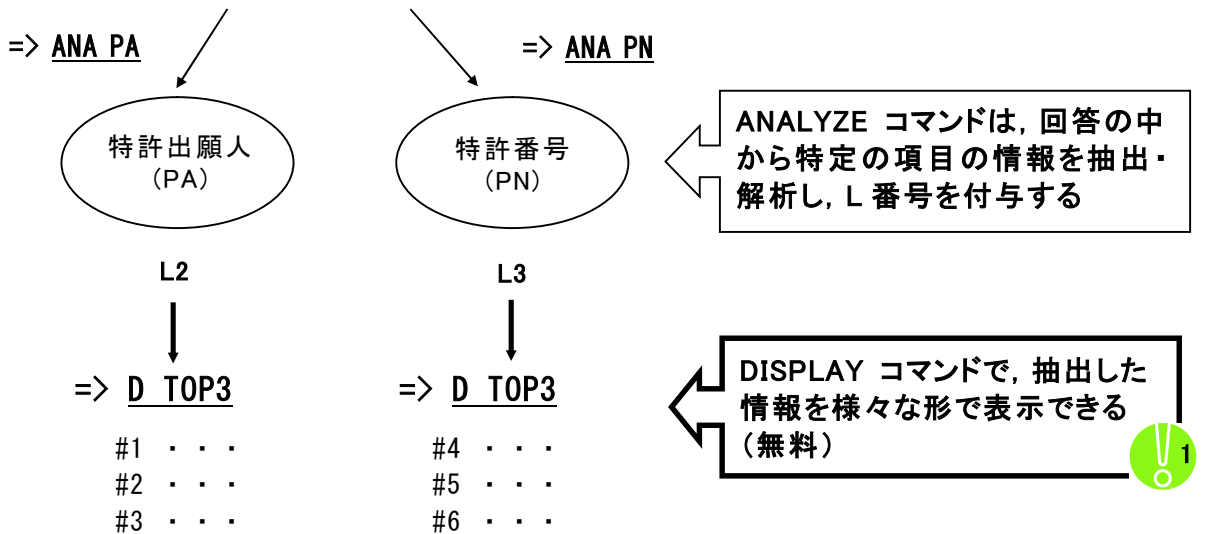 => ANA PA
=> ANA PN
特許出願人
(PA)
特許番号
(PN)
ANALYZE コマンドは, 回答の中
から特定の項目の情報を抽出・
解析し, L 番号を付与する
L2
L3
=> D TOP3
=> D TOP3
DISPLAY コマンドで, 抽出した
情報を様々な形で表示できる
(無料)
1
#1 ・ ・ ・
#2 ・ ・ ・
#3 ・ ・ ・
#4 ・ ・ ・
#5 ・ ・ ・
#6 ・ ・ ・